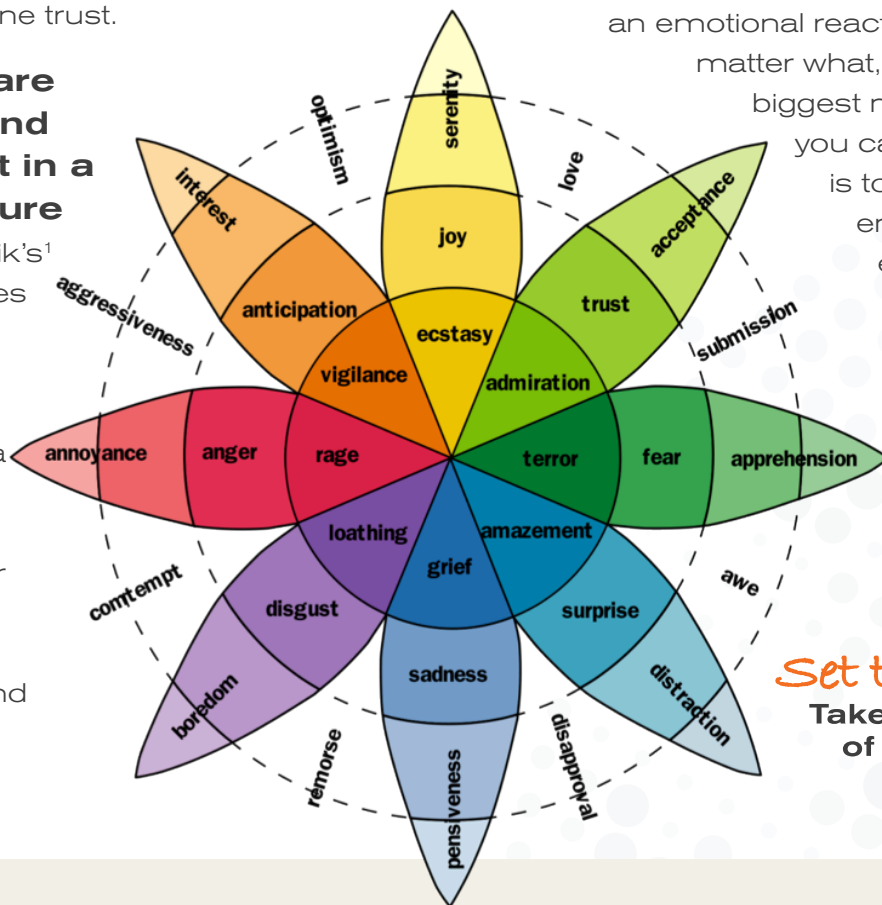 ne trust.
are
nd
t in a
ure
ik's¹
es
a
r
nd
an emotional react
matter what,
biggest n
you ca
is to
e
serenity
joy
ecstasy
love
acceptance
trust
admiration
submission
apprehension
fear
terror
awe
distraction
surprise
amazement
disapproval
pensiveness
sadness
grief
remorse
boredom
disgust
loathing
contempt
annoyance
anger
rage
aggressiveness
interest
anticipation
vigilance
optimism
Set t
Take
of